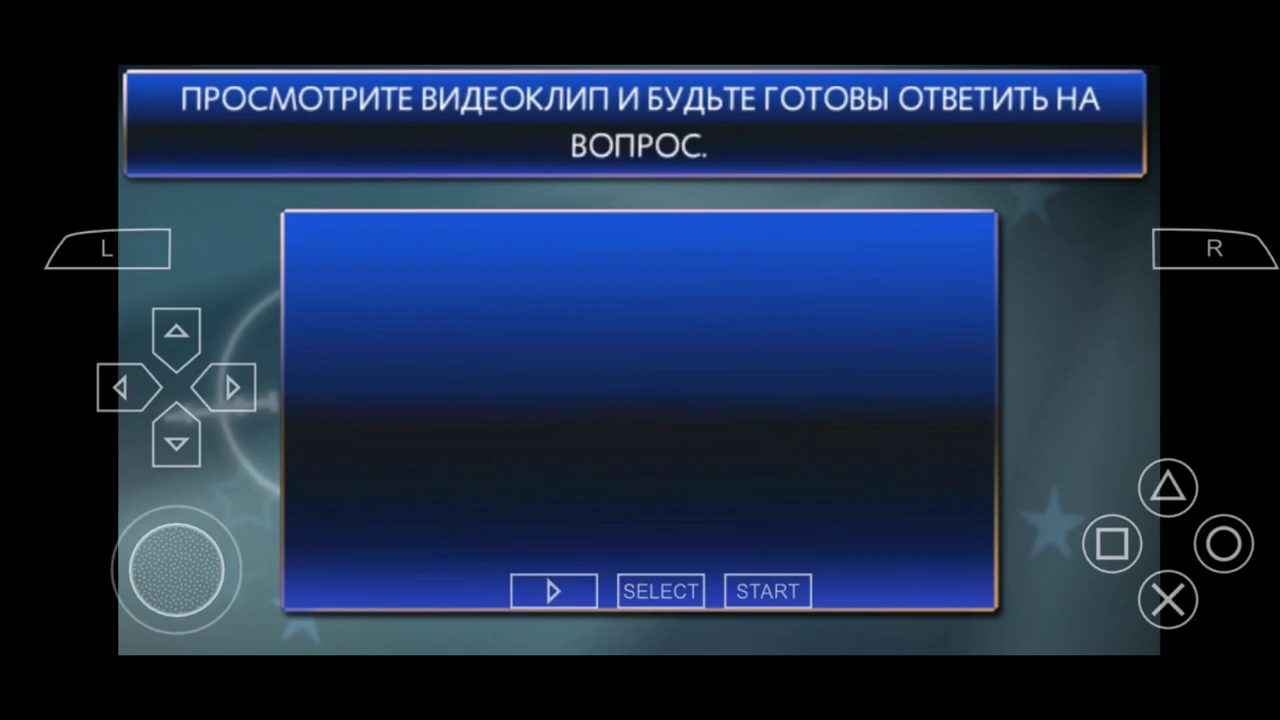 ПРОСМОТРИТЕ ВИДЕОКЛИП И БУДЬТЕ ГОТОВЫ ОТВЕТИТЬ НА
ВОПРОС.
L
R
SELECT
START